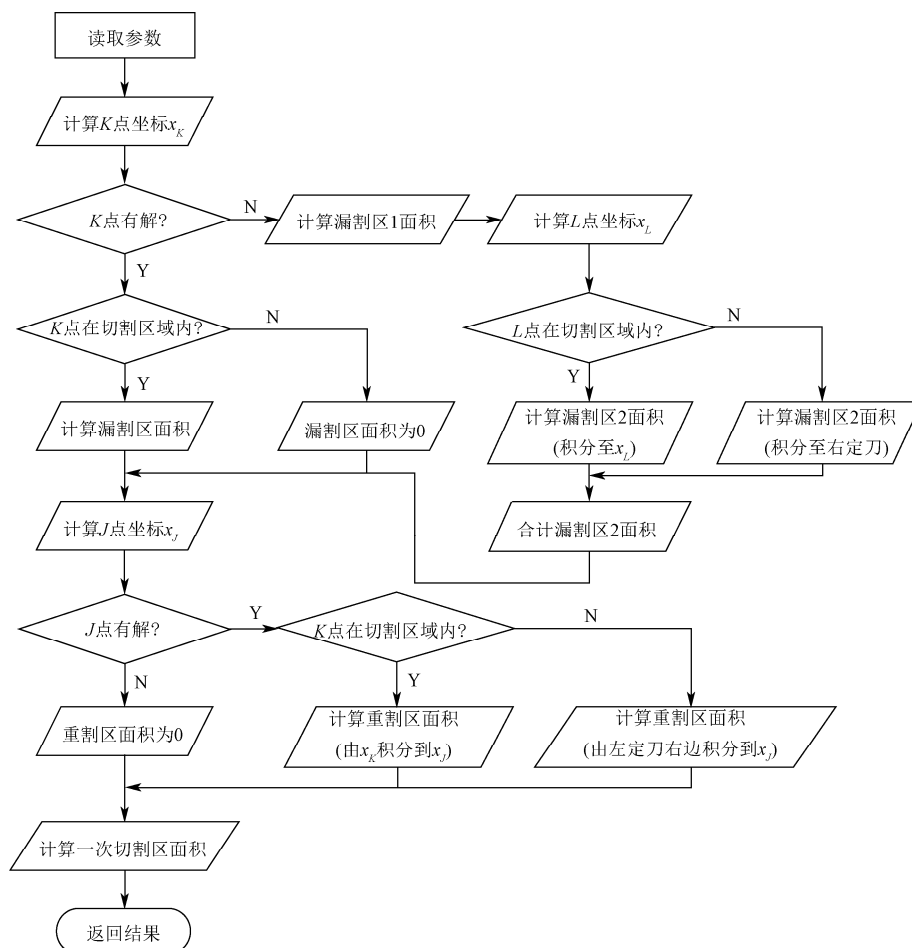 读取参数
计算K点坐标x_K
K点有解?
N
计算漏割区1面积
计算L点坐标x_L
Y
K点在切割区域内?
N
L点在切割区域内?
N
Y
Y
计算漏割区面积
漏割区面积为0
计算漏割区2面积
(积分至x_L)
计算漏割区2面积
(积分至右定刀)
计算J点坐标x_J
合计漏割区2面积
J点有解?
Y
K点在切割区域内?
N
N
Y
重割区面积为0
计算重割区面积
(由x_K积分到x_J)
计算重割区面积
(由左定刀右边积分到x_J)
计算一次切割区面积
返回结果